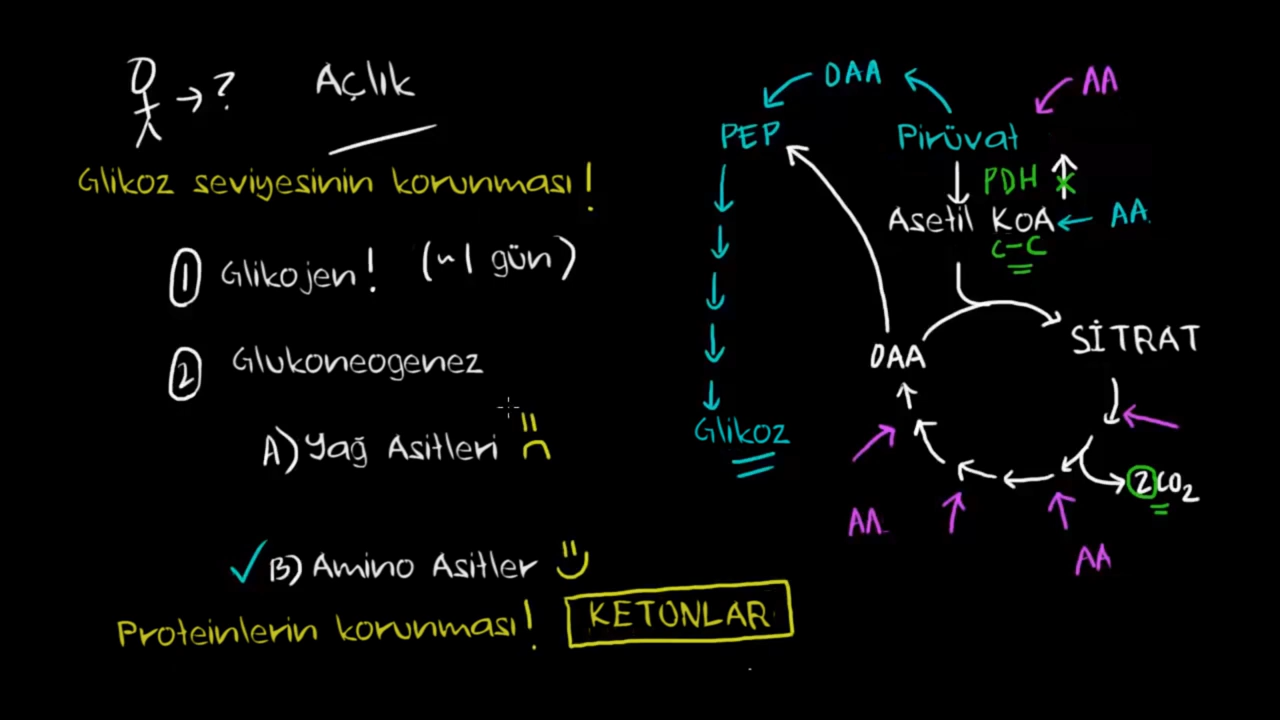 ? Açlık
Glikoz seviyesinin korunması!
1 Glikojen! (~1 gün)
2 Glukoneogenez
A) Yağ Asitleri
B) Amino Asitler
Proteinlerin korunması!
KETONLAR
OAA
AA
PEP
Pirüvat
PDH
Asetil KoA
AA
C-C
SİTRAT
OAA
Glikoz
2CO2
AA
AA